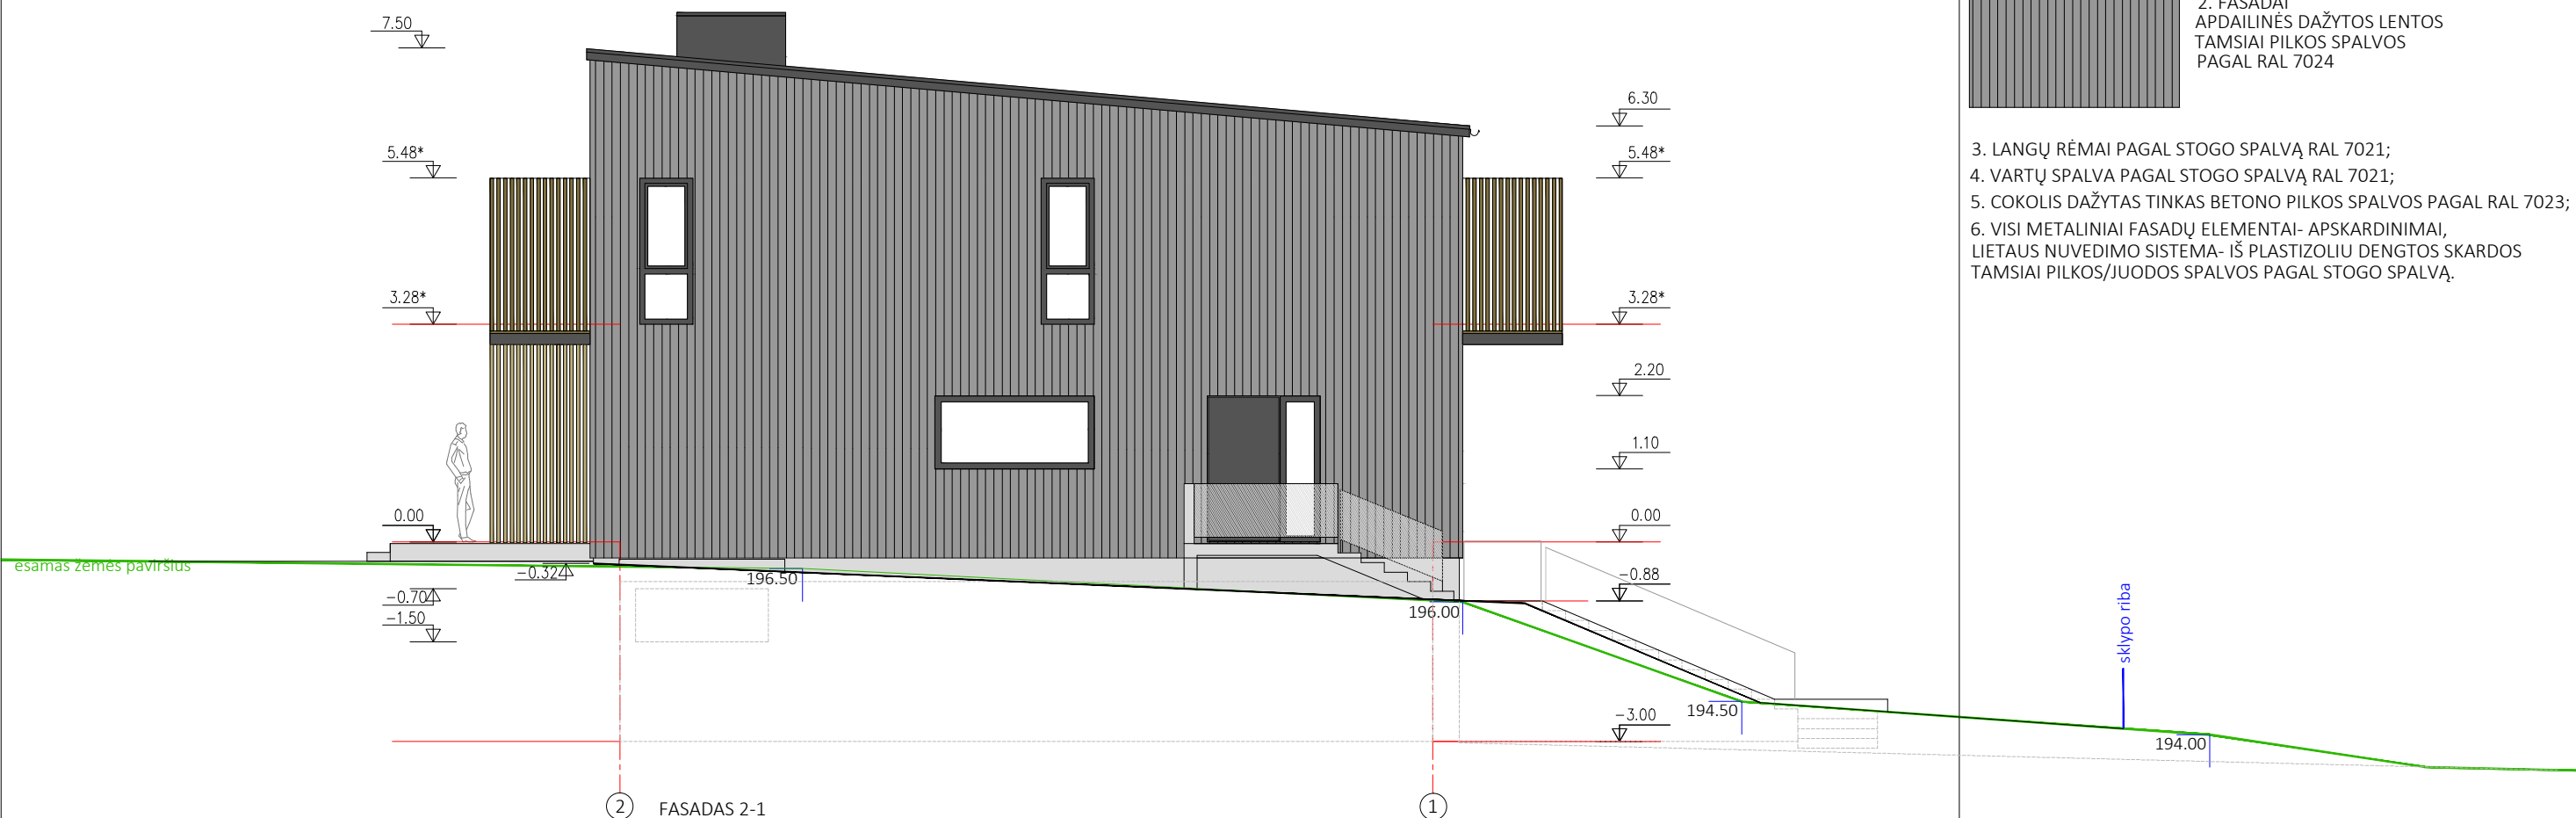 7.50
5.48*
3.28*
0.00
esamas žemės paviršius
-0.32
-0.70
-1.50
196.50
196.00
6.30
5.48*
3.28*
2.20
1.10
0.00
-0.88
-3.00
194.50
194.00
sklypo riba
2
FASADAS 2-1
1
2. FASADAI
APDAILINĖS DAŽYTOS LENTOS
TAMSIAI PILKOS SPALVOS
PAGAL RAL 7024
3. LANGŲ RĖMAI PAGAL STOGO SPALVĄ RAL 7021;
4. VARTŲ SPALVA PAGAL STOGO SPALVĄ RAL 7021;
5. COKOLIS DAŽYTAS TINKAS BETONO PILKOS SPALVOS PAGAL RAL 7023;
6. VISI METALINIAI FASADŲ ELEMENTAI- APSKARDINIMAI,
LIETAUS NUVEDIMO SISTEMA- IŠ PLASTIZOLIU DENGTOS SKARDOS
TAMSIAI PILKOS/JUODOS SPALVOS PAGAL STOGO SPALVĄ.